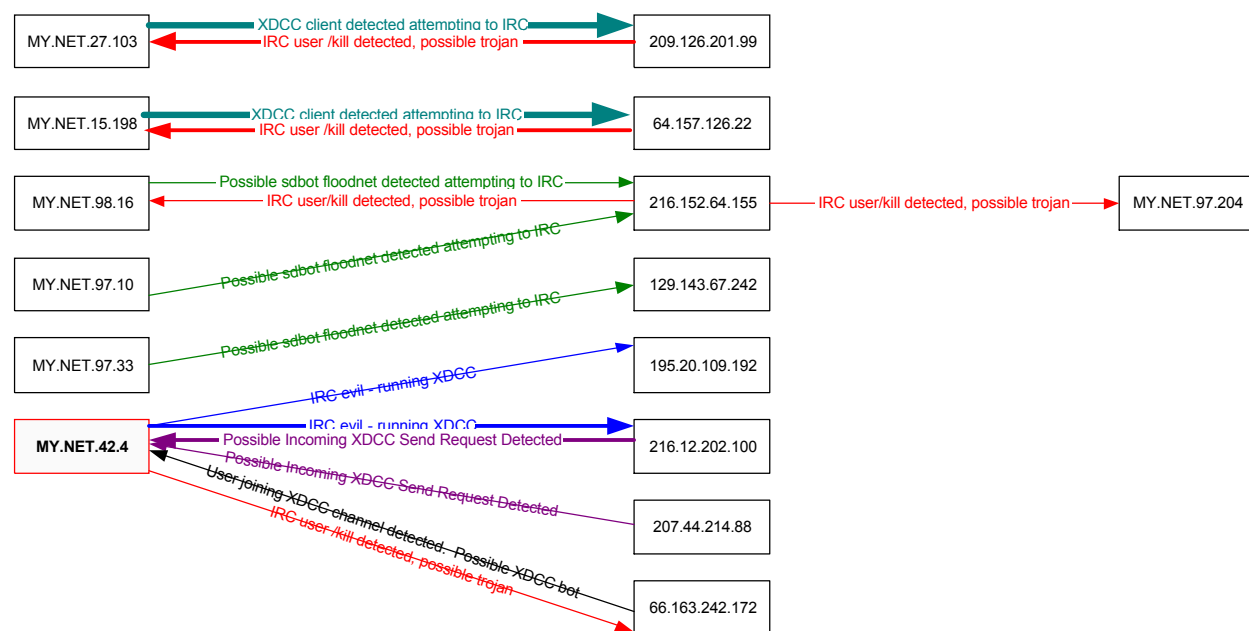 XDCC client detected attempting to IRC
MY.NET.27.103
IRC user /kill detected, possible trojan
209.126.201.99
XDCC client detected attempting to IRC
MY.NET.15.198
IRC user /kill detected, possible trojan
64.157.126.22
Possible sdbot floodnet detected attempting to IRC
MY.NET.98.16
IRC user/kill detected, possible trojan
216.152.64.155
IRC user/kill detected, possible trojan
MY.NET.97.204
Possible sdbot floodnet detected attempting to IRC
MY.NET.97.10
129.143.67.242
Possible sdbot floodnet detected attempting to IRC
MY.NET.97.33
IRC evil - running XDCC
195.20.109.192
IRC evil - running XDCC
MY.NET.42.4
Possible Incoming XDCC Send Request Detected
216.12.202.100
Possible Incoming XDCC Send Request Detected
207.44.214.88
User joining XDCC channel detected. Possible XDCC bot
IRC user /kill detected, possible trojan
66.163.242.172